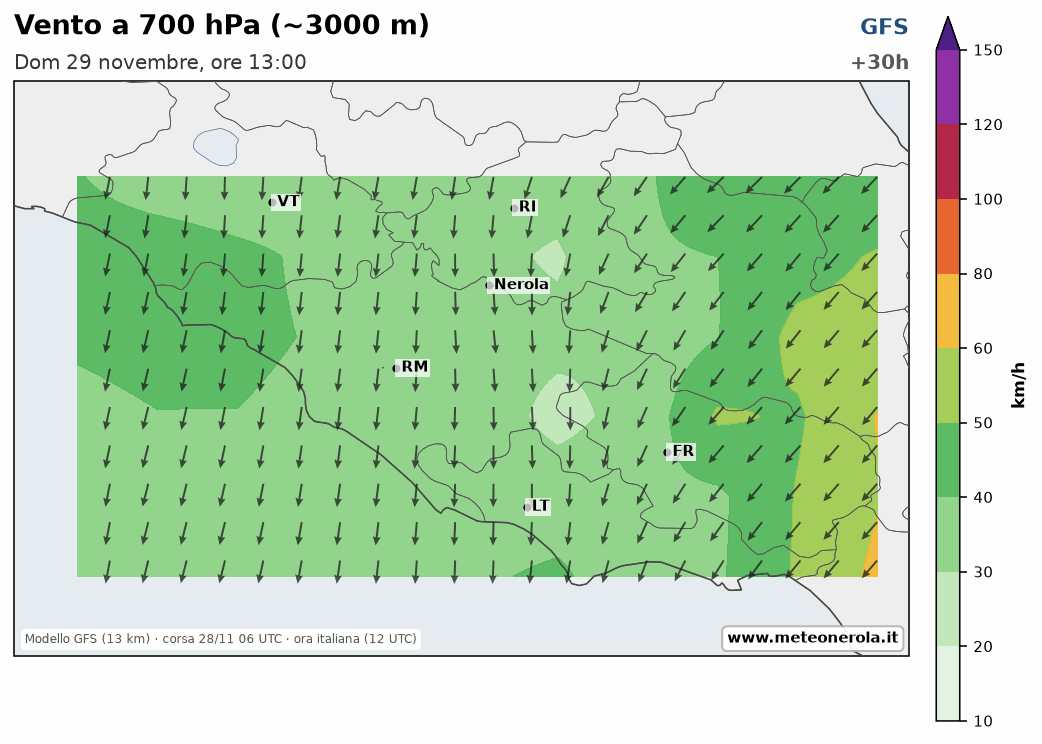 Vento a 700 hPa (~3000 m)
GFS
Dom 29 novembre, ore 13:00
+30h
VT
RI
Nerola
RM
FR
LT
150
120
100
80
60
50
40
30
20
10
km/h
Modello GFS (13 km) · corsa 28/11 06 UTC · ora italiana (12 UTC)
www.meteonerola.it